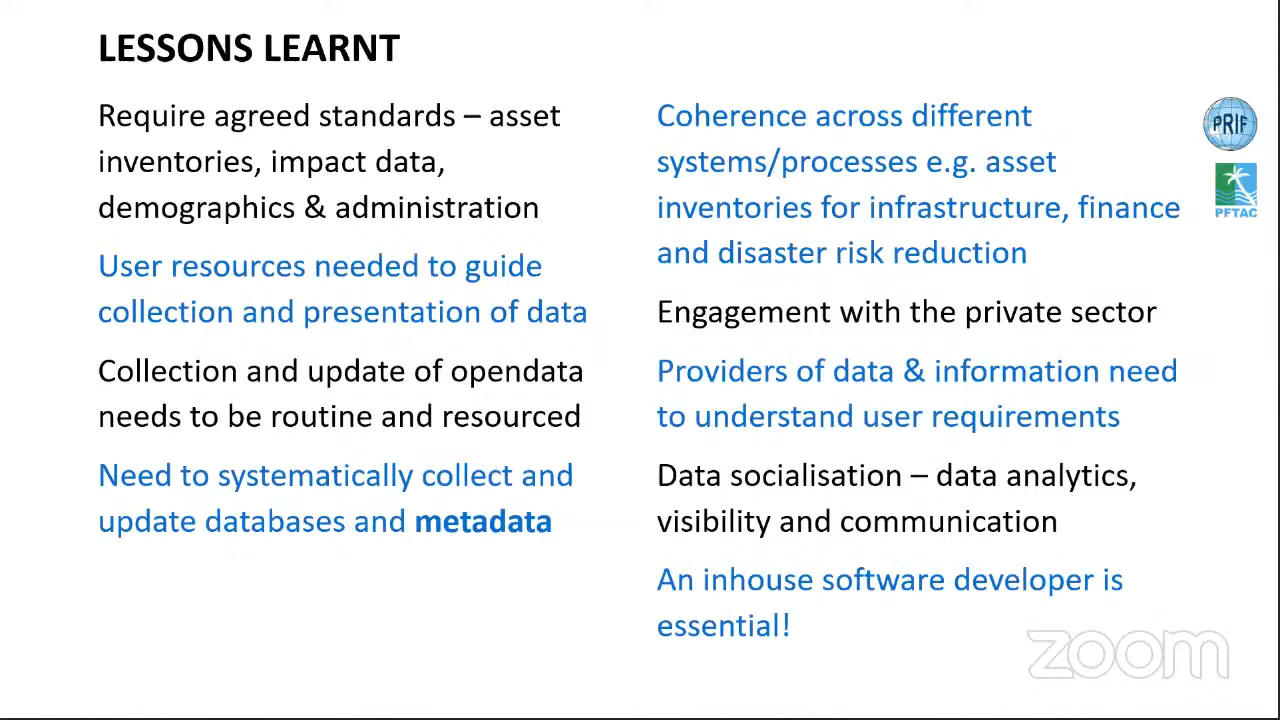 LESSONS LEARNT
Require agreed standards – asset
inventories, impact data,
demographics & administration
User resources needed to guide
collection and presentation of data
Collection and update of opendata
needs to be routine and resourced
Need to systematically collect and
update databases and metadata
Coherence across different
systems/processes e.g. asset
inventories for infrastructure, finance
and disaster risk reduction
Engagement with the private sector
Providers of data & information need
to understand user requirements
Data socialisation – data analytics,
visibility and communication
An inhouse software developer is
essential!
PRIF
PFTAC
zoom